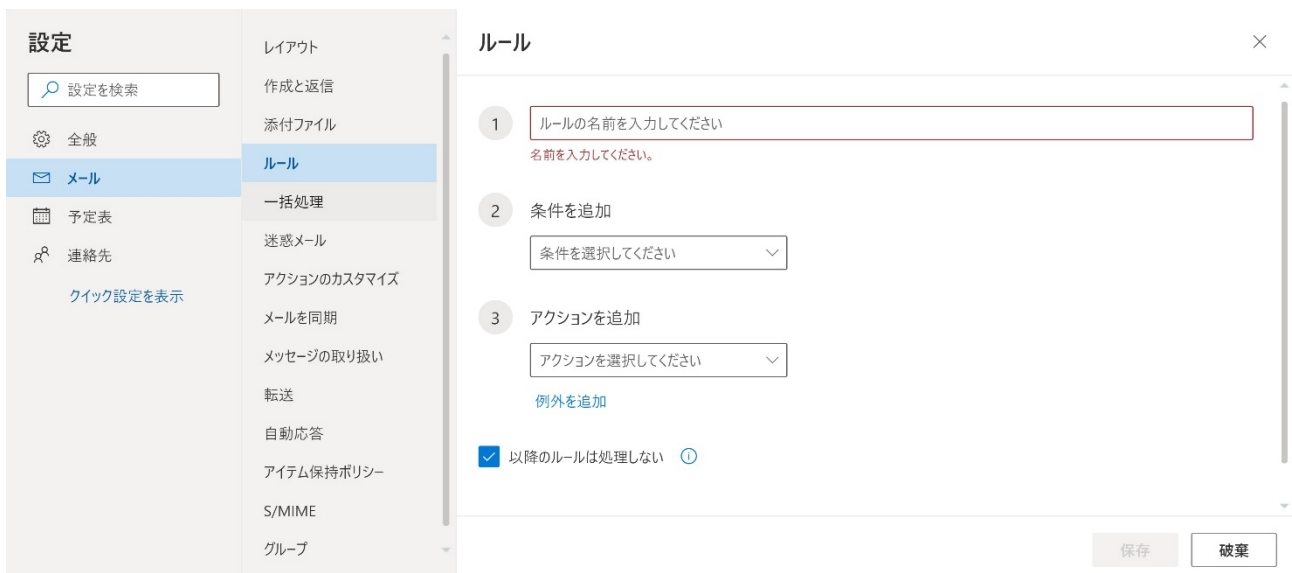 設定
設定を検索
全般
メール
予定表
連絡先
クイック設定を表示
レイアウト
作成と返信
添付ファイル
ルール
一括処理
迷惑メール
アクションのカスタマイズ
メールを同期
メッセージの取り扱い
転送
自動応答
アイテム保持ポリシー
S/MIME
グループ
ルール
1 ルールの名前を入力してください
名前を入力してください。
2 条件を追加
条件を選択してください
3 アクションを追加
アクションを選択してください
例外を追加
以降のルールは処理しない
保存 破棄